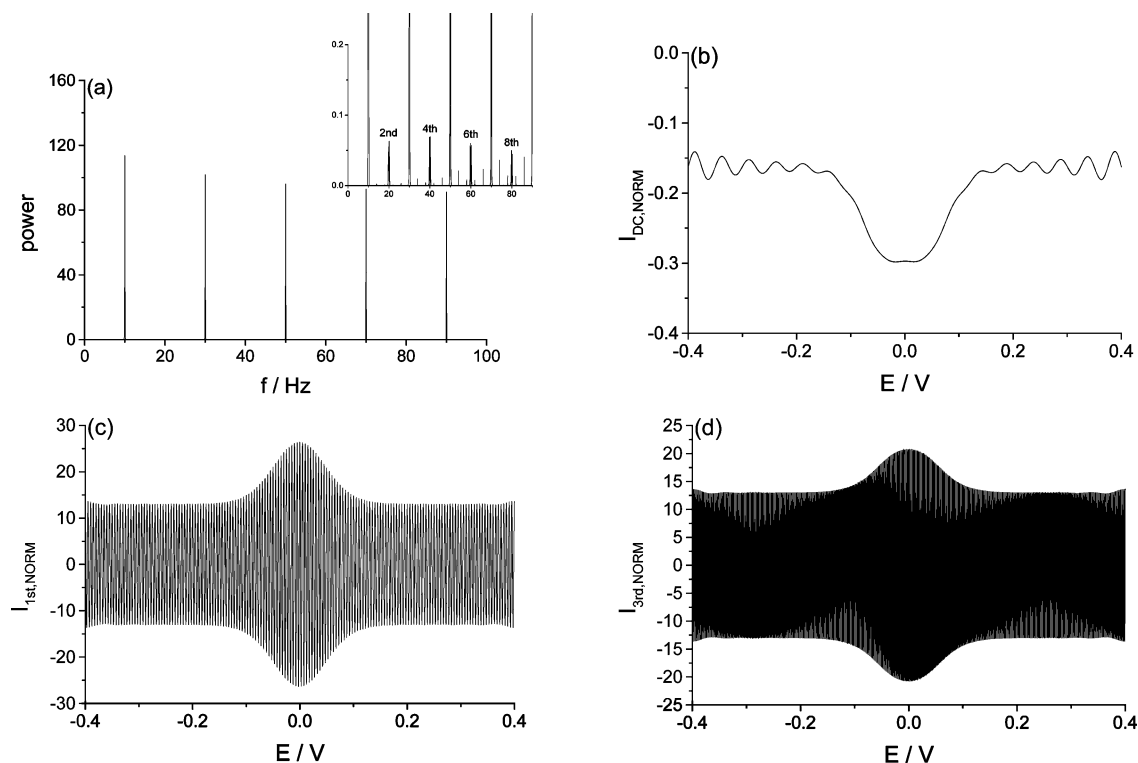 (a)
160
120
80
40
0
power
0 20 40 60 80 100
f / Hz
0.2
0.1
0.0
2nd 4th 6th 8th
0 20 40 60 80
(b)
0.0
-0.1
-0.2
-0.3
-0.4
I DC,NORM
-0.4 -0.2 0.0 0.2 0.4
E / V
(c)
30
20
10
0
-10
-20
-30
I 1st,NORM
-0.4 -0.2 0.0 0.2 0.4
E / V
(d)
25
20
15
10
5
0
-5
-10
-15
-20
-25
I 3rd,NORM
-0.4 -0.2 0.0 0.2 0.4
E / V